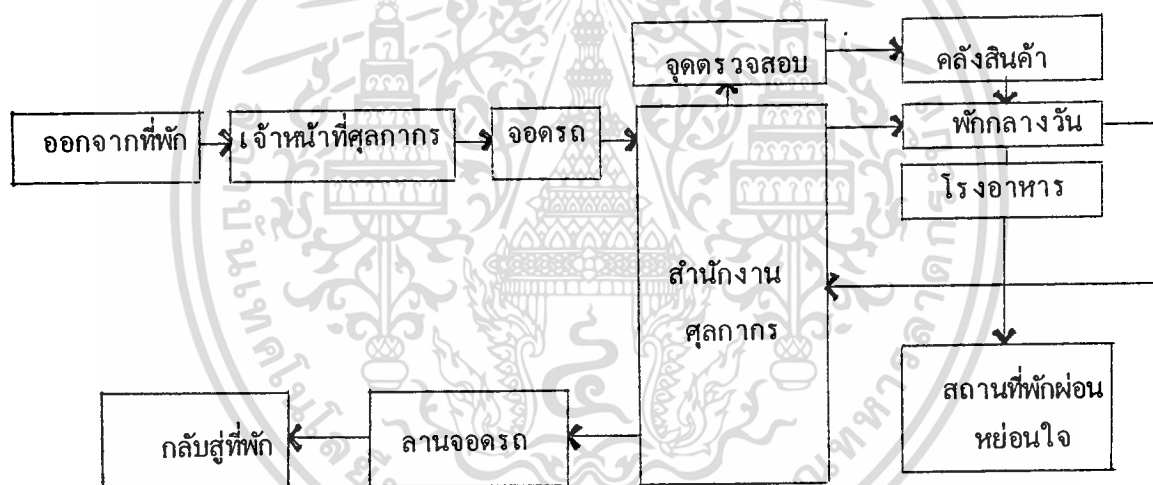 จุดตรวจสอบ
คลังสินค้า
ออกจากที่พัก
เจ้าหน้าที่ศุลกากร
จอดรถ
พักกลางวัน
โรงอาหาร
สำนักงาน
ศุลกากร
สถานที่พักผ่อน
หย่อนใจ
ลานจอดรถ
กลับสู่ที่พัก